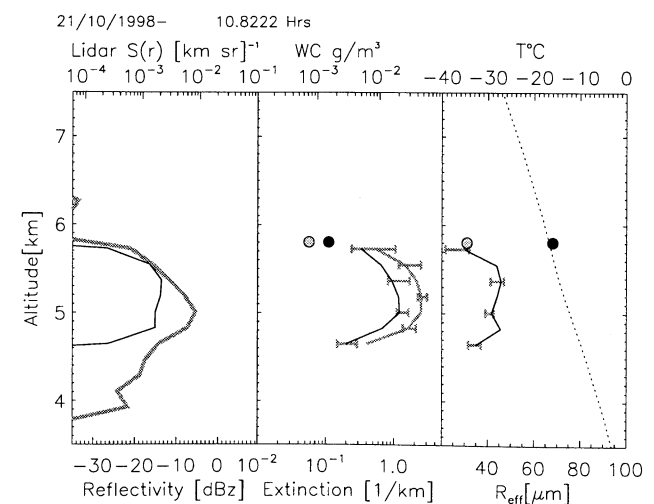 21/10/1998– 10.8222 Hrs
Lidar S(r) [km sr]⁻¹ WC g/m³ T°C
10⁻⁴ 10⁻³ 10⁻² 10⁻¹ 10⁻³ 10⁻² −40 −30 −20 −10 0
7
6
5
4
Altitude[km]
−30 −20 −10 0 10⁻² 10⁻¹ 1.0 40 60 80 100
Reflectivity [dBz] Extinction [1/km] R_eff[μm]